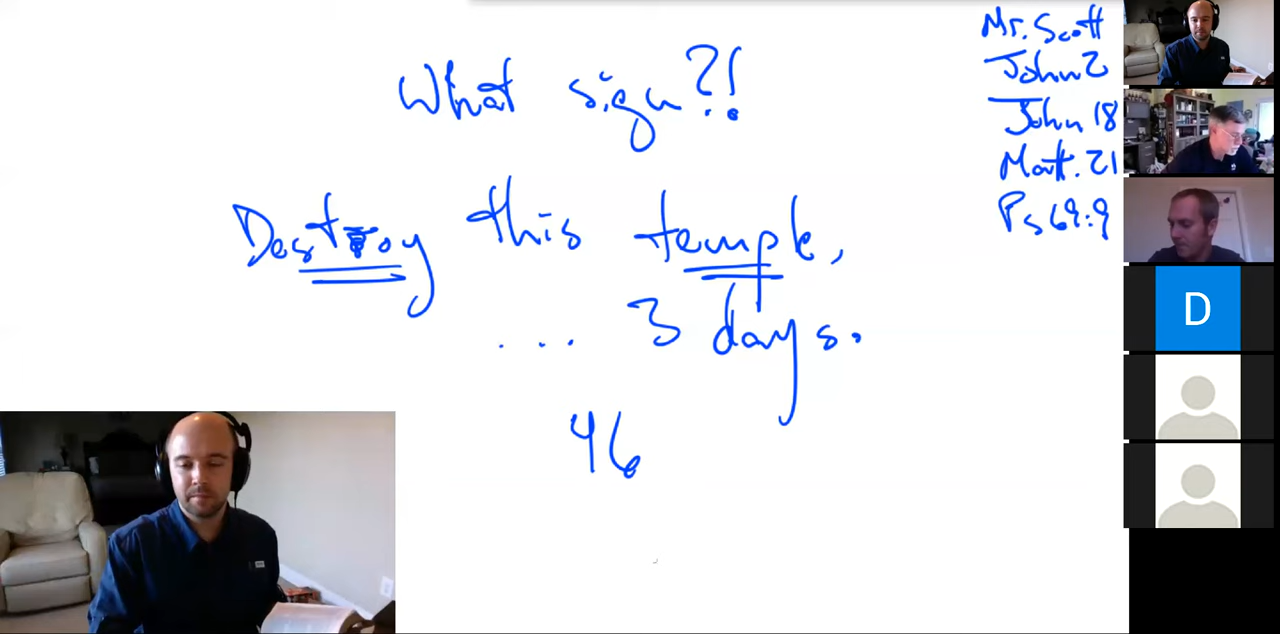 What sign?!
Destroy this temple,
... 3 days.
46
Mr. Scott
John 2
John 18
Matt. 21
Ps 69:9
D